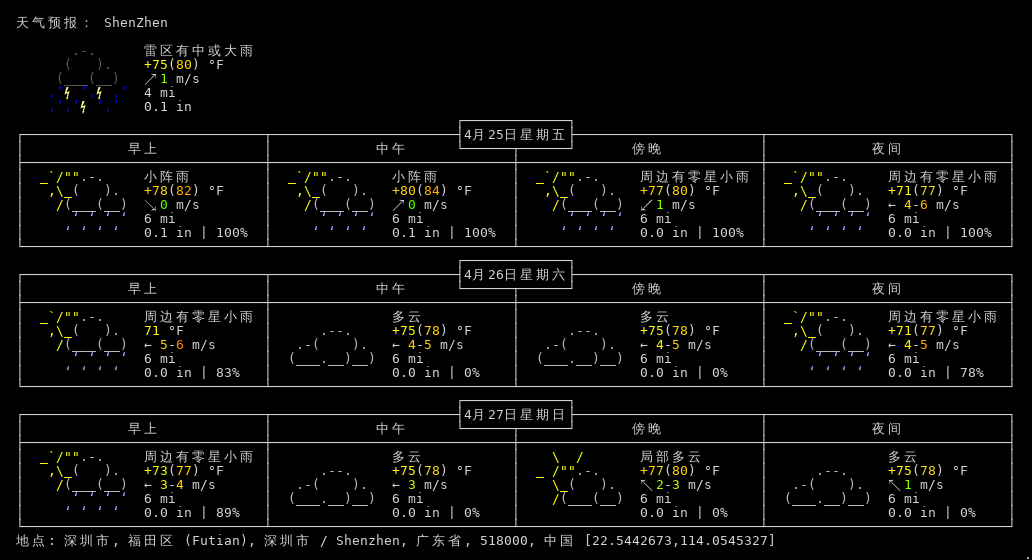 天气预报： ShenZhen
雷区有中或大雨
+75(80) °F
↗ 1 m/s
4 mi
0.1 in
4月25日星期五
早上 中午 傍晚 夜间
小阵雨 小阵雨 周边有零星小雨 周边有零星小雨
+78(82) °F +80(84) °F +77(80) °F +71(77) °F
↘ 0 m/s ↗ 0 m/s ↙ 1 m/s ← 4-6 m/s
6 mi 6 mi 6 mi 6 mi
0.1 in | 100% 0.1 in | 100% 0.0 in | 100% 0.0 in | 100%
4月26日星期六
早上 中午 傍晚 夜间
周边有零星小雨 多云 多云 周边有零星小雨
71 °F +75(78) °F +75(78) °F +71(77) °F
← 5-6 m/s ← 4-5 m/s ← 4-5 m/s ← 4-5 m/s
6 mi 6 mi 6 mi 6 mi
0.0 in | 83% 0.0 in | 0% 0.0 in | 0% 0.0 in | 78%
4月27日星期日
早上 中午 傍晚 夜间
周边有零星小雨 多云 局部多云 多云
+73(77) °F +75(78) °F +77(80) °F +75(78) °F
← 3-4 m/s ← 3 m/s ↖ 2-3 m/s ↖ 1 m/s
6 mi 6 mi 6 mi 6 mi
0.0 in | 89% 0.0 in | 0% 0.0 in | 0% 0.0 in | 0%
地点: 深圳市, 福田区 (Futian), 深圳市 / Shenzhen, 广东省, 518000, 中国 [22.5442673,114.0545327]